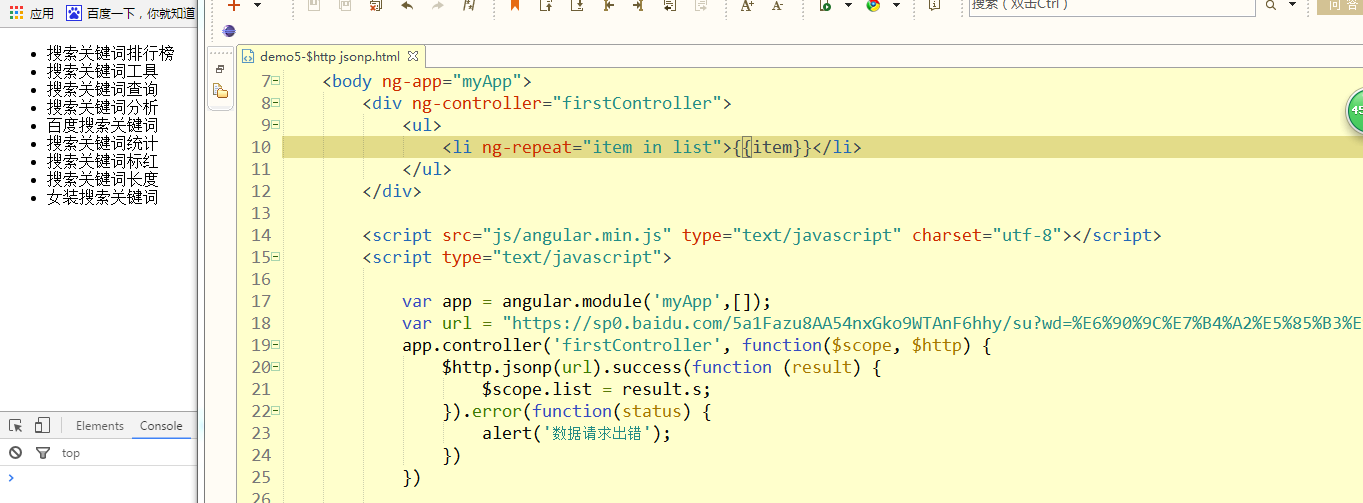 应用 百度一下，你就知道
搜索关键词排行榜
搜索关键词工具
搜索关键词查询
搜索关键词分析
百度搜索关键词
搜索关键词统计
搜索关键词标红
搜索关键词长度
女装搜索关键词
Elements Console
top
搜索（双击Ctrl） 问 答
demo5-$http jsonp.html
7 <body ng-app="myApp">
8 <div ng-controller="firstController">
9 <ul>
10 <li ng-repeat="item in list">{{item}}</li>
11 </ul>
12 </div>
13
14 <script src="js/angular.min.js" type="text/javascript" charset="utf-8"></script>
15 <script type="text/javascript">
16
17 var app = angular.module('myApp',[]);
18 var url = "https://sp0.baidu.com/5a1Fazu8AA54nxGko9WTAnF6hhy/su?wd=%E6%90%9C%E7%B4%A2%E5%85%B3%E
19 app.controller('firstController', function($scope, $http) {
20 $http.jsonp(url).success(function (result) {
21 $scope.list = result.s;
22 }).error(function(status) {
23 alert('数据请求出错');
24 })
25 })
26